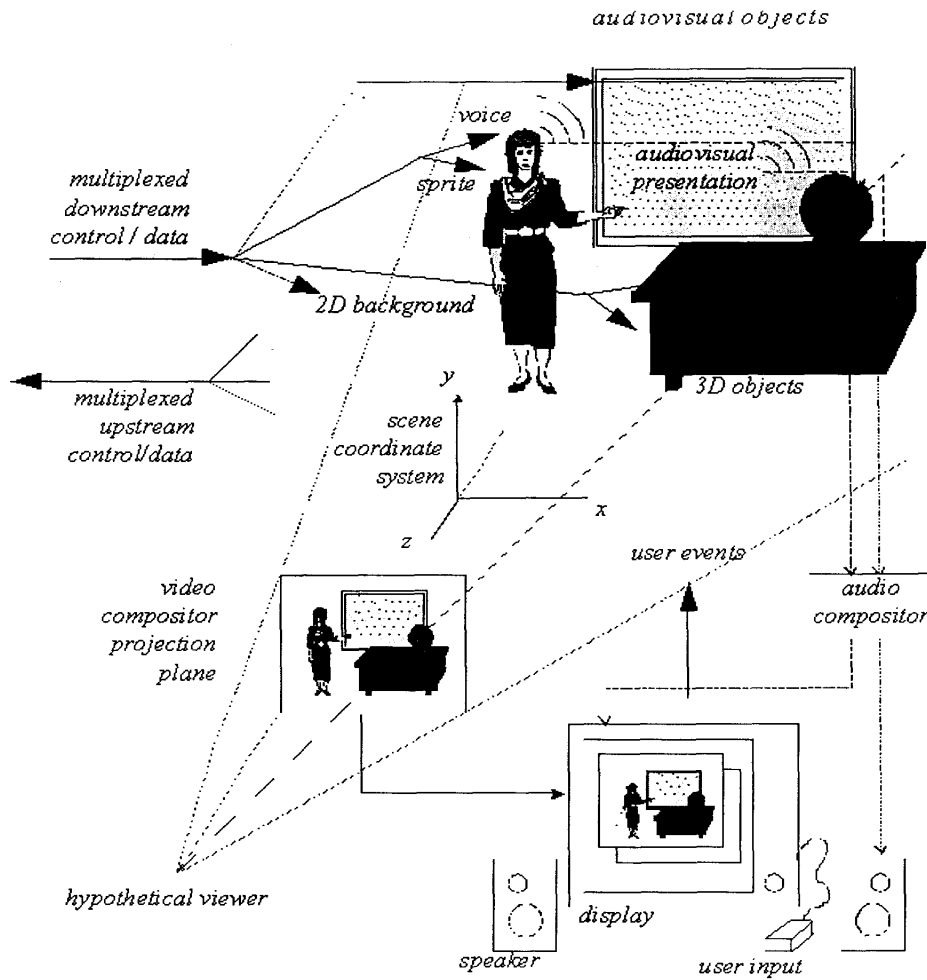 audiovisual objects
voice
sprite
audiovisual
presentation
multiplexed
downstream
control / data
2D background
3D objects
multiplexed
upstream
control/data
y
scene
coordinate
system
x
z
user events
video
compositor
projection
plane
audio
compositor
hypothetical viewer
display
speaker
user input